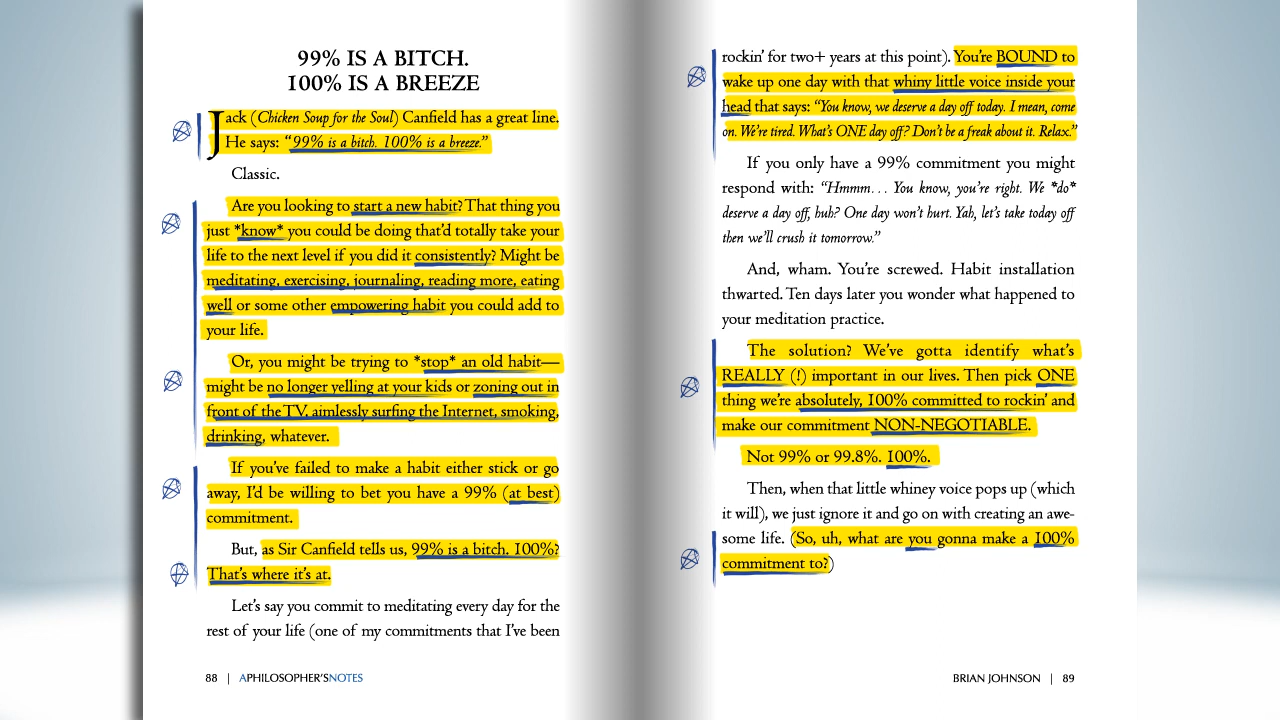 99% IS A BITCH.
100% IS A BREEZE
Jack (Chicken Soup for the Soul) Canfield has a great line.
He says: “99% is a bitch. 100% is a breeze.”
Classic.
Are you looking to start a new habit? That thing you
just *know* you could be doing that’d totally take your
life to the next level if you did it consistently? Might be
meditating, exercising, journaling, reading more, eating
well or some other empowering habit you could add to
your life.
Or, you might be trying to *stop* an old habit—
might be no longer yelling at your kids or zoning out in
front of the TV, aimlessly surfing the Internet, smoking,
drinking, whatever.
If you’ve failed to make a habit either stick or go
away, I’d be willing to bet you have a 99% (at best)
commitment.
But, as Sir Canfield tells us, 99% is a bitch. 100%?
That’s where it’s at.
Let’s say you commit to meditating every day for the
rest of your life (one of my commitments that I’ve been
88 | APHILOSOPHER’SNOTES
rockin’ for two+ years at this point). You’re BOUND to
wake up one day with that whiny little voice inside your
head that says: “You know, we deserve a day off today. I mean, come
on. We’re tired. What’s ONE day off? Don’t be a freak about it. Relax.”
If you only have a 99% commitment you might
respond with: “Hmmm… You know, you’re right. We *do*
deserve a day off, huh? One day won’t hurt. Yah, let’s take today off
then we’ll crush it tomorrow.”
And, wham. You’re screwed. Habit installation
thwarted. Ten days later you wonder what happened to
your meditation practice.
The solution? We’ve gotta identify what’s
REALLY (!) important in our lives. Then pick ONE
thing we’re absolutely, 100% committed to rockin’ and
make our commitment NON-NEGOTIABLE.
Not 99% or 99.8%. 100%.
Then, when that little whiney voice pops up (which
it will), we just ignore it and go on with creating an awe-
some life. (So, uh, what are you gonna make a 100%
commitment to?)
BRIAN JOHNSON | 89